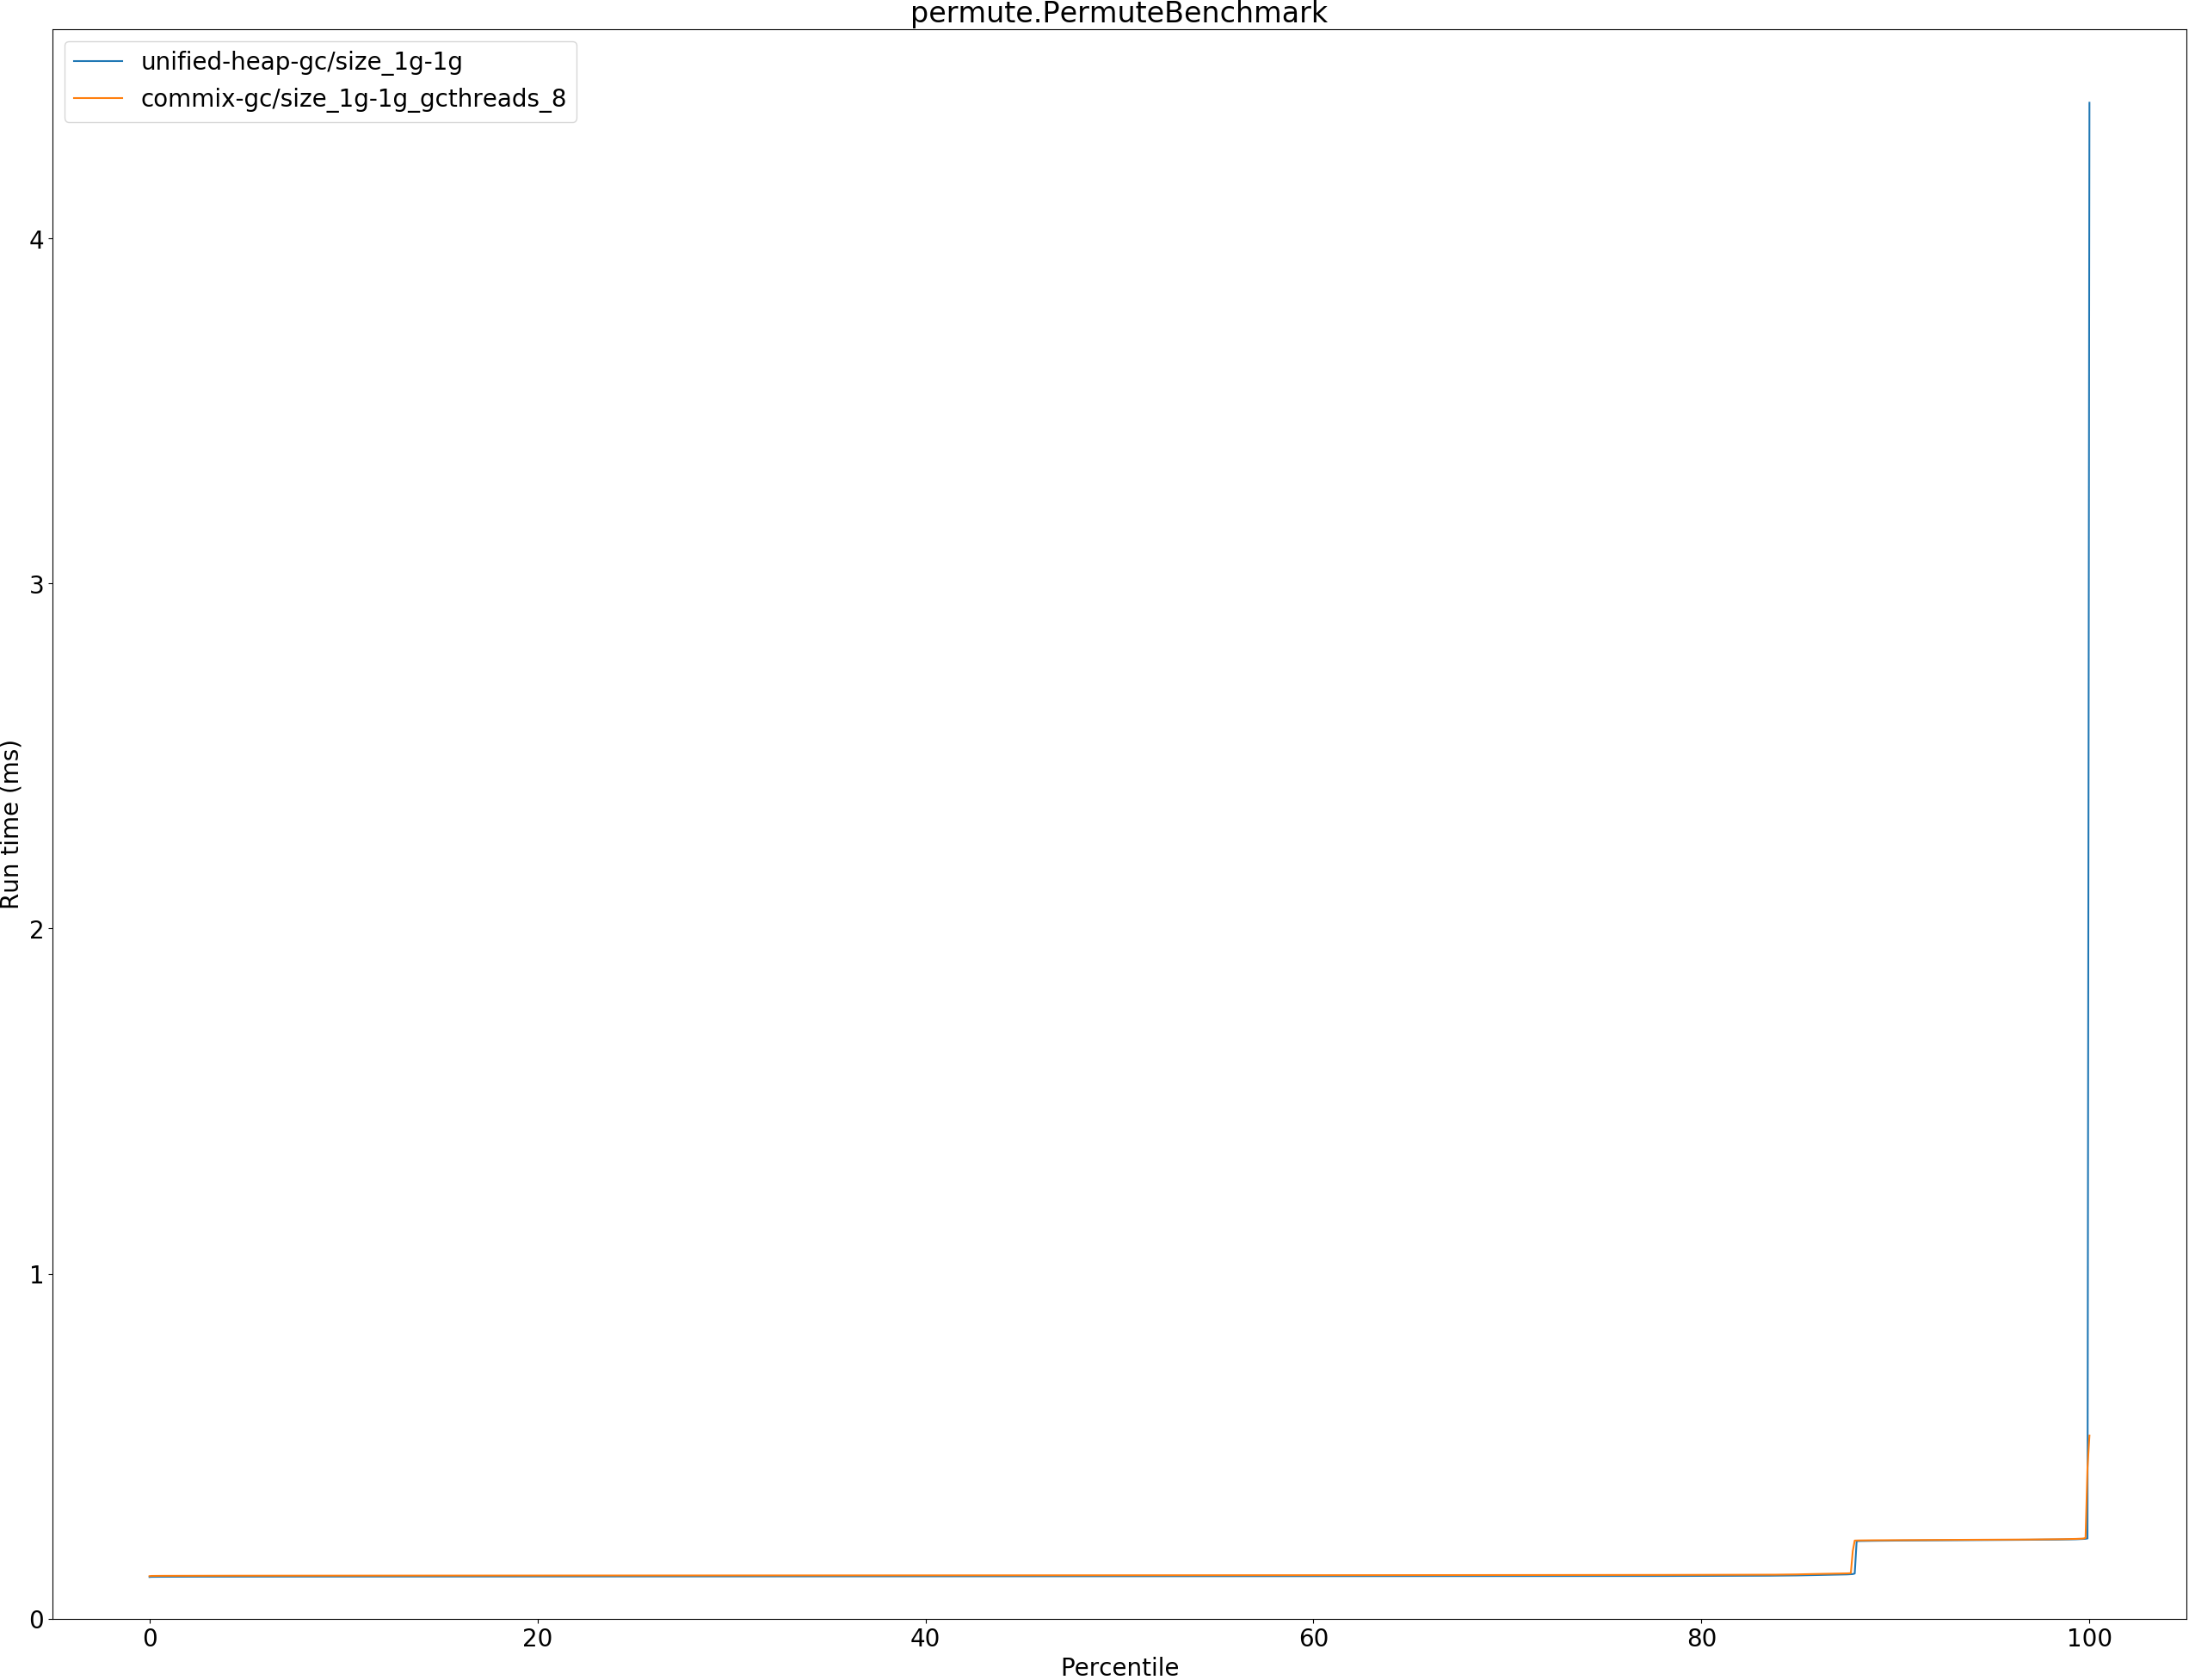 permute.PermuteBenchmark
unified-heap-gc/size_1g-1g
commix-gc/size_1g-1g_gcthreads_8
4
3
2
1
0
Run time (ms)
0 20 40 60 80 100
Percentile